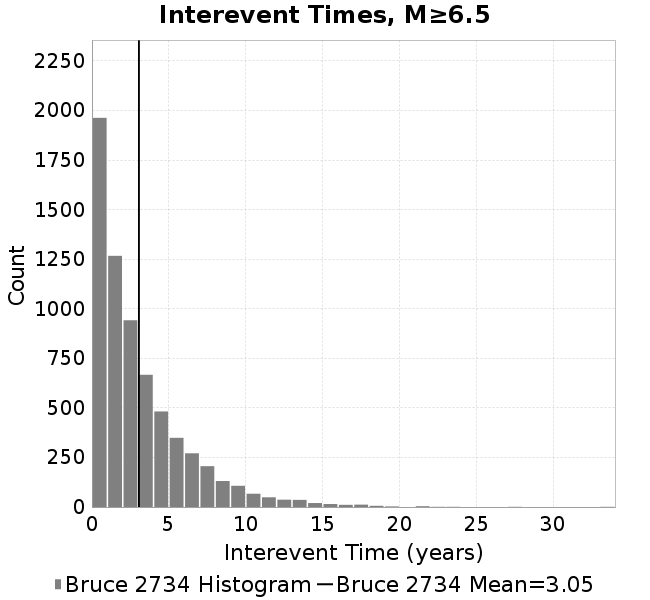 Interevent Times, M≥6.5
2250
2000
1750
1500
1250
1000
750
500
250
0
Count
0 5 10 15 20 25 30
Interevent Time (years)
Bruce 2734 Histogram Bruce 2734 Mean=3.05